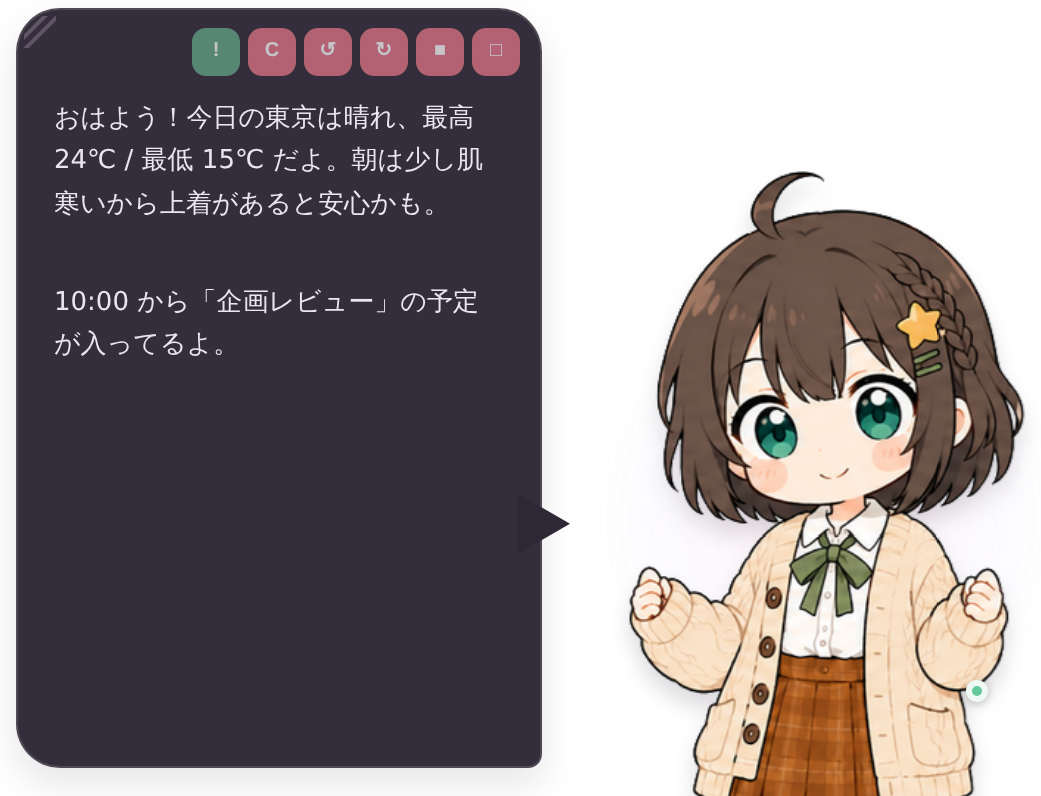 ! C ↺ ↻ ■ □
おはよう！今日の東京は晴れ、最高
24℃ / 最低 15℃ だよ。朝は少し肌
寒いから上着があると安心かも。
10:00 から「企画レビュー」の予定
が入ってるよ。